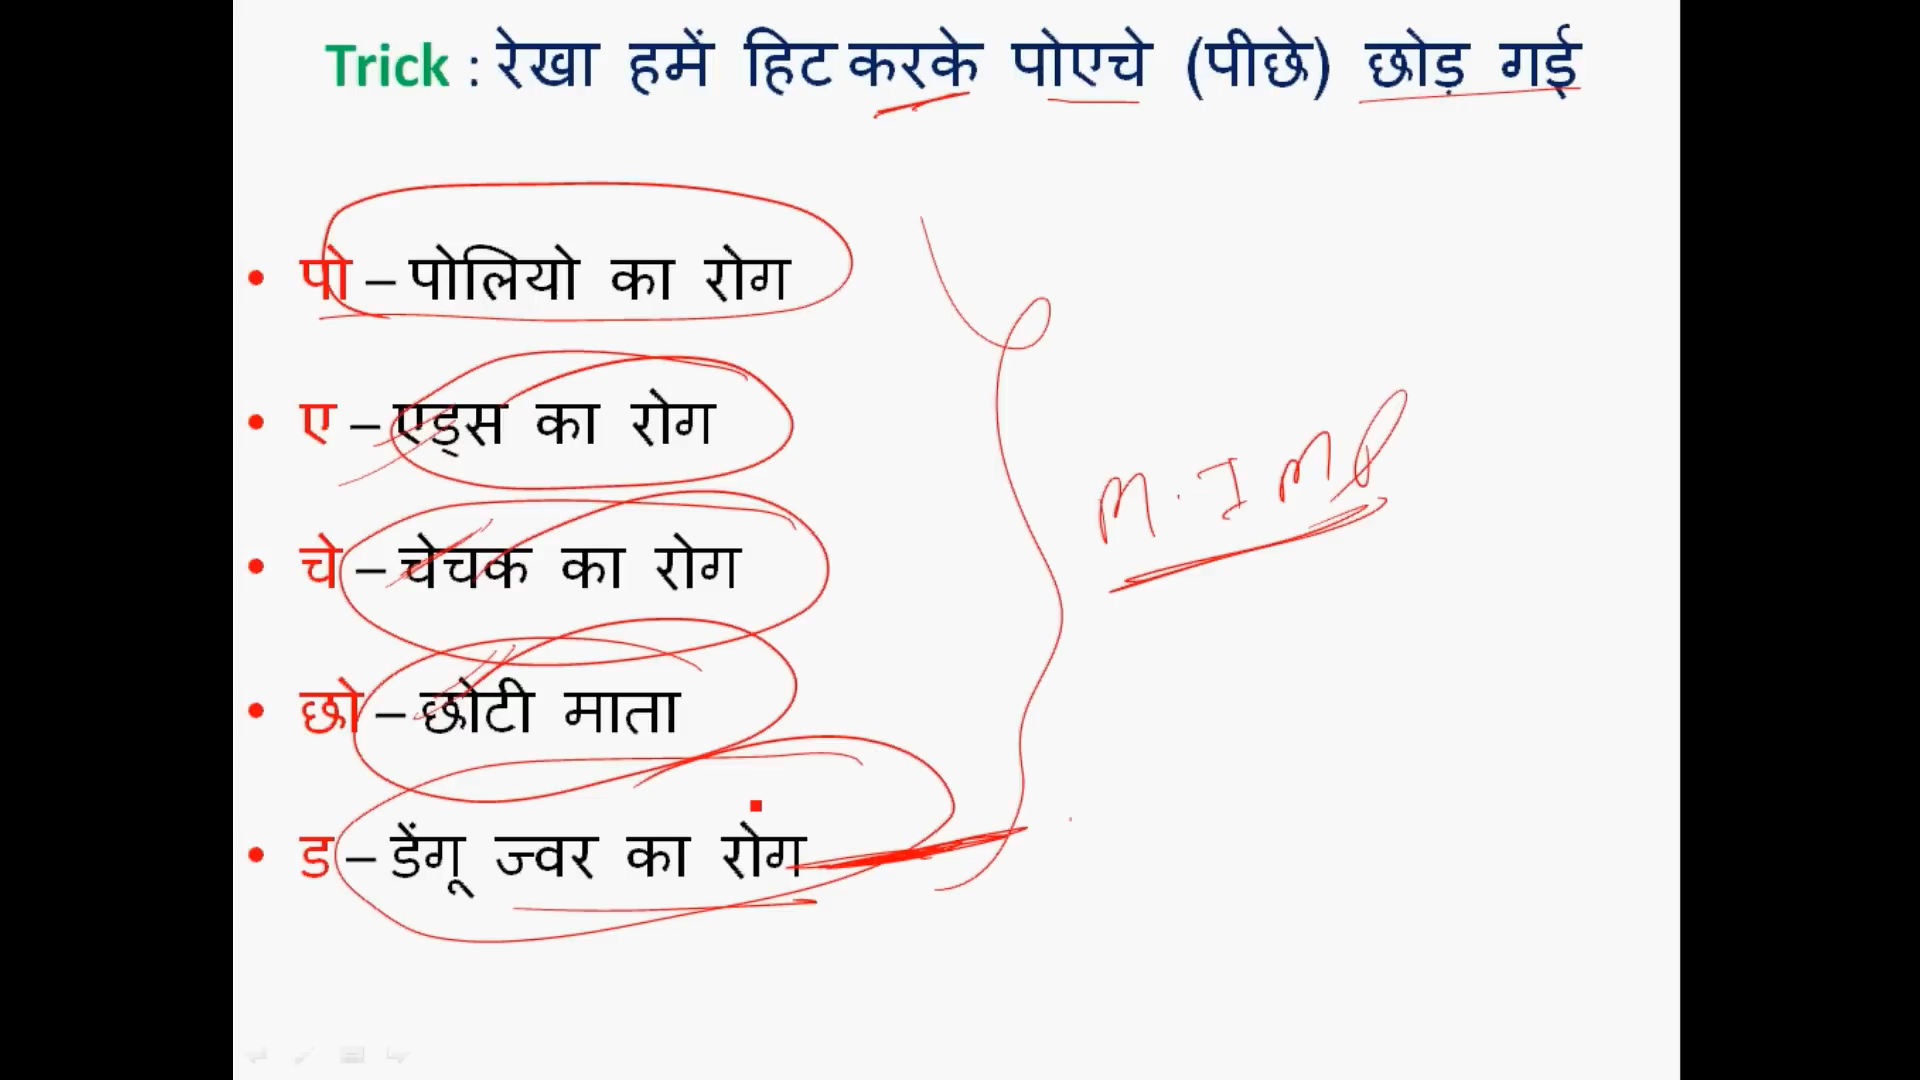 Trick : रेखा हमें हिट करके पोएचे (पीछे) छोड़ गई
• पो – पोलियो का रोग
• ए – एड्स का रोग
• चे – चेचक का रोग
• छो – छोटी माता
• ड – डेंगू ज्वर का रोग
M. IMP